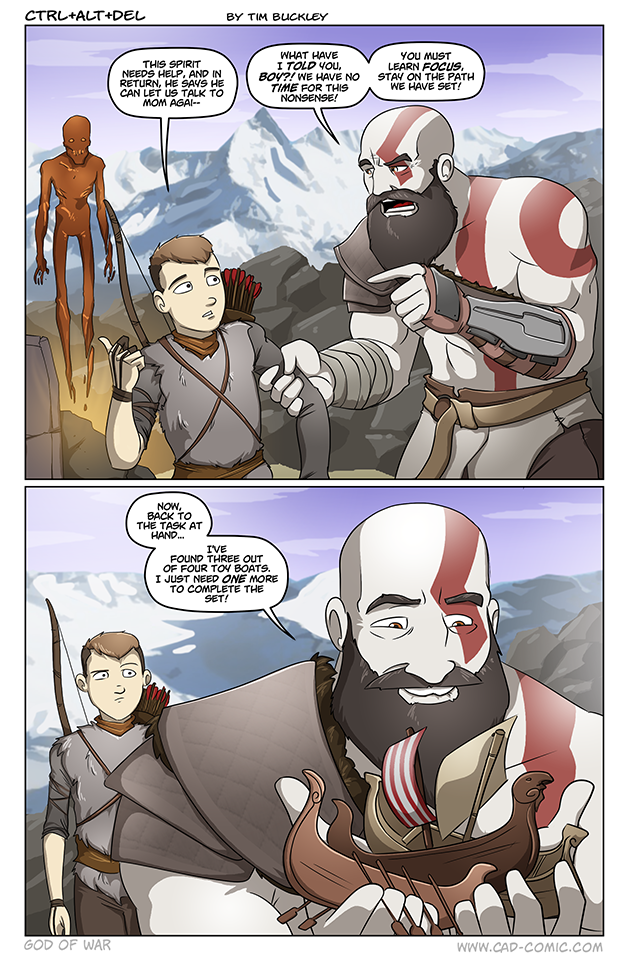 CTRL+ALT+DEL
BY TIM BUCKLEY
THIS SPIRIT
NEEDS HELP, AND IN
RETURN, HE SAYS HE
CAN LET US TALK TO
MOM AGAI--
WHAT HAVE
I TOLD YOU,
BOY?! WE HAVE NO
TIME FOR THIS
NONSENSE!
YOU MUST
LEARN FOCUS,
STAY ON THE PATH
WE HAVE SET!
NOW,
BACK TO
THE TASK AT
HAND...
I'VE
FOUND THREE OUT
OF FOUR TOY BOATS.
I JUST NEED ONE MORE
TO COMPLETE THE
SET!
GOD OF WAR
WWW.CAD-COMIC.COM